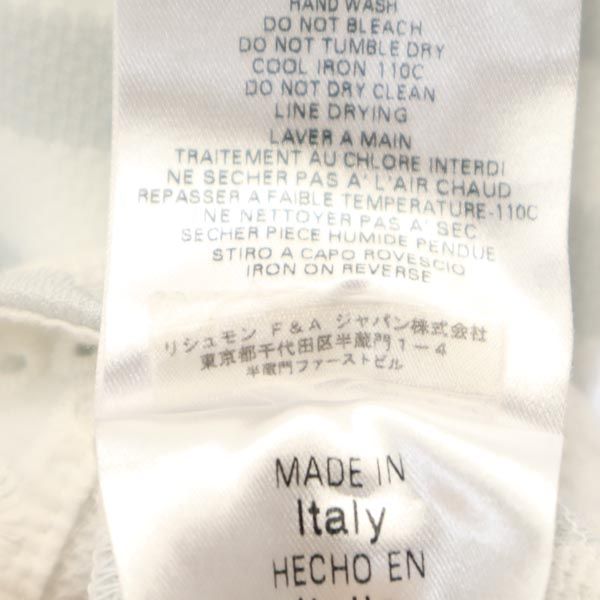 HAND WASH
DO NOT BLEACH
DO NOT TUMBLE DRY
COOL IRON 110C
DO NOT DRY CLEAN
LINE DRYING
LAVER A MAIN
TRAITEMENT AU CHLORE INTERDI
NE SECHER PAS A' L'AIR CHAUD
REPASSER A FAIBLE TEMPERATURE-110C
NE NETTOYER PAS A' SEC
SECHER PIECE HUMIDE PENDUE
STIRO A CAPO ROVESCIO
IRON ON REVERSE
リシュモン F&A ジャパン株式会社
東京都千代田区半蔵門1-4
半蔵門ファーストビル
MADE IN
Italy
HECHO EN